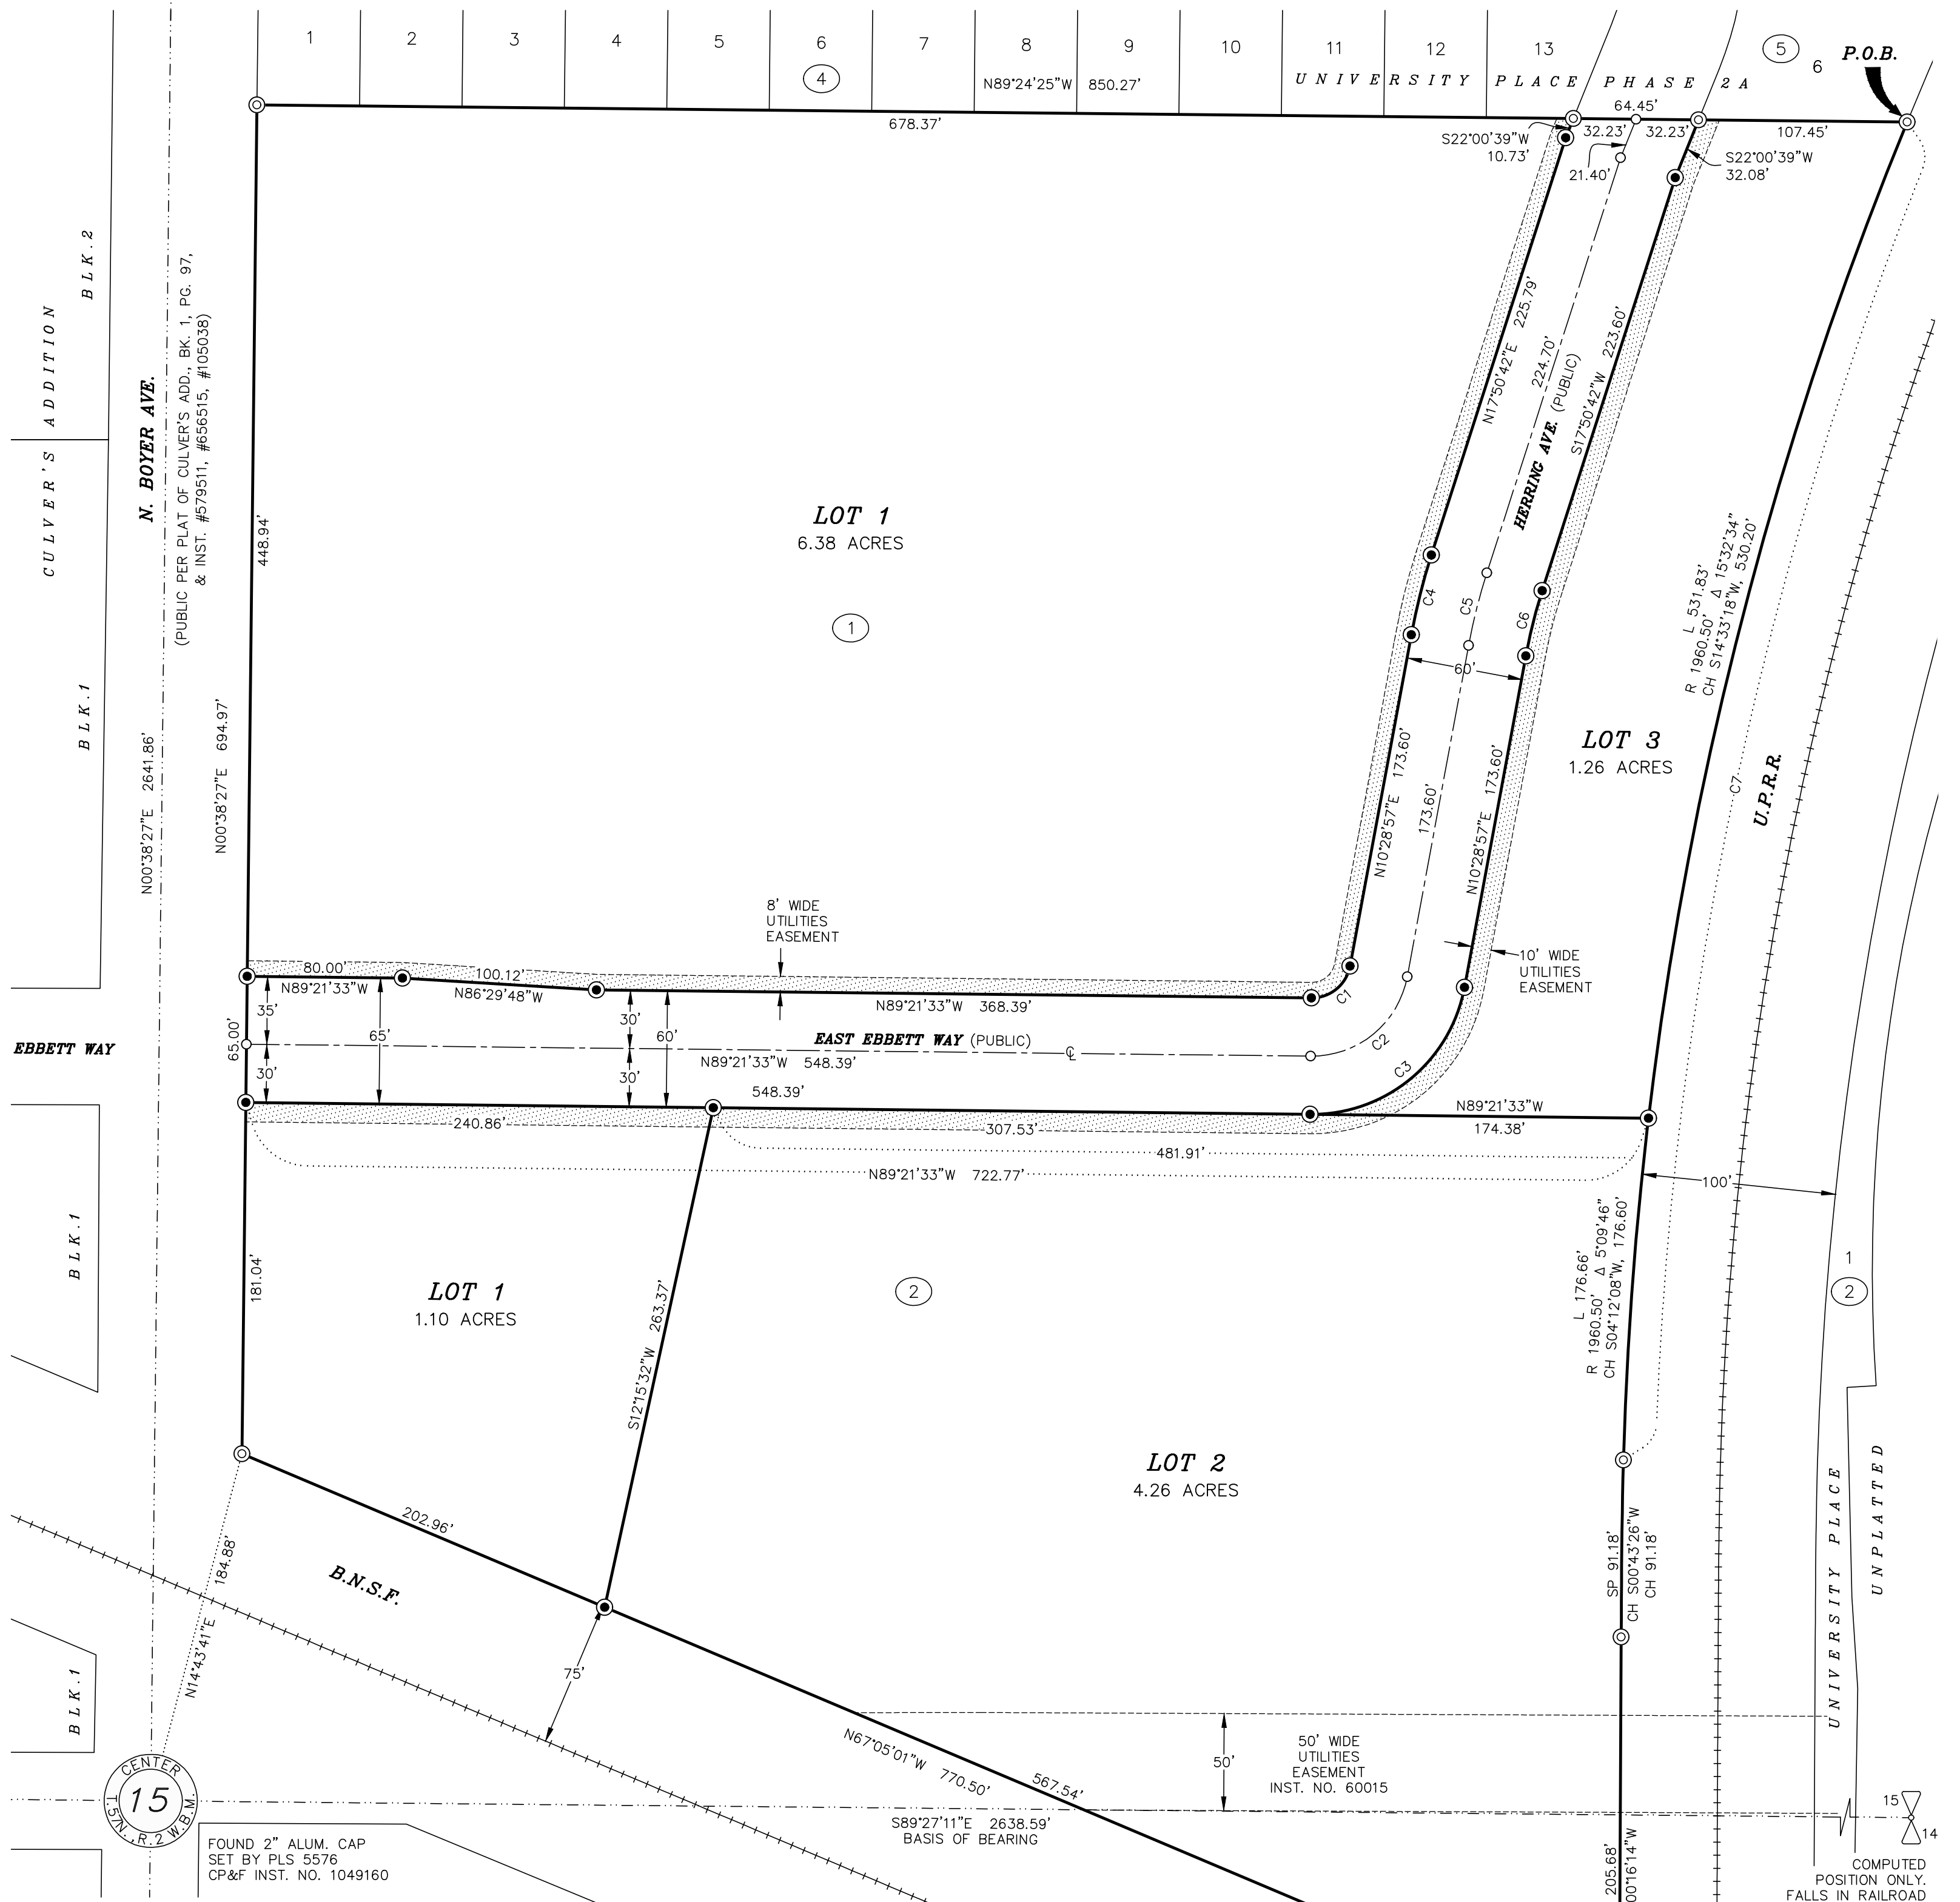 1 2 3 4 5 6 7 8 9 10 11 12 13
4
5
6
P.O.B.
N89°24'25"W 850.27'
UNIVERSITY PLACE PHASE 2A
678.37'
64.45'
32.23' 32.23'
107.45'
S22°00'39"W
10.73'
21.40'
S22°00'39"W
32.08'
BLK.2
CULVER'S ADDITION
BLK.1
N. BOYER AVE.
(PUBLIC PER PLAT OF CULVER'S ADD., BK. 1, PG. 97,
& INST. #579511, #656515, #105038)
N00°38'27"E 2641.86'
N00°38'27"E 694.97'
448.94'
LOT 1
6.38 ACRES
1
N17°50'42"E 225.79'
224.70'
HERRING AVE. (PUBLIC)
S17°50'42"W 223.60'
C4
C5
C6
60'
N10°28'57"E 173.60'
173.60'
N10°28'57"E 173.60'
LOT 3
1.26 ACRES
L 531.83'
R 1960.50' Δ 15°32'34"
CH S14°33'18"W, 530.20'
C7
U.P.R.R.
8' WIDE
UTILITIES
EASEMENT
10' WIDE
UTILITIES
EASEMENT
80.00'
N89°21'33"W
100.12'
N86°29'48"W
N89°21'33"W 368.39'
C1
C2
C3
35'
65.00'
30'
65'
30'
30'
60'
EBBETT WAY
EAST EBBETT WAY (PUBLIC)
N89°21'33"W 548.39'
℄
548.39'
240.86'
307.53'
N89°21'33"W
174.38'
481.91'
N89°21'33"W 722.77'
100'
BLK.1
181.04'
LOT 1
1.10 ACRES
S12°15'32"W 263.37'
2
L 176.66'
R 1960.50' Δ 5°09'46"
CH S04°12'08"W, 176.60'
1
2
LOT 2
4.26 ACRES
202.96'
184.88'
N14°43'41"E
B.N.S.F.
75'
SP 91.18'
CH S00°43'26"W
CH 91.18'
UNIVERSITY PLACE
UNPLATTED
BLK.1
N67°05'01"W 770.50'
567.54'
50'
50' WIDE
UTILITIES
EASEMENT
INST. NO. 60015
CENTER
15
T.5N., R.2 W.B.M.
S89°27'11"E 2638.59'
BASIS OF BEARING
FOUND 2" ALUM. CAP
SET BY PLS 5576
CP&F INST. NO. 1049160
205.68'
00°16'14"W
15
14
COMPUTED
POSITION ONLY.
FALLS IN RAILROAD